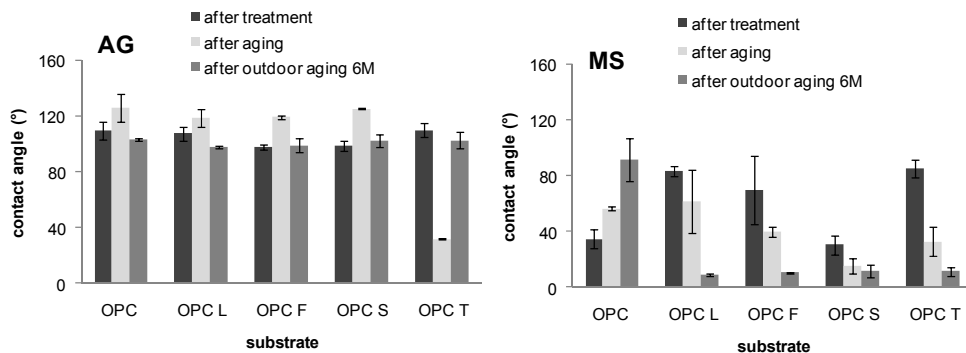 AG
after treatment
after aging
after outdoor aging 6M
160
120
80
40
0
contact angle (°)
OPC OPC L OPC F OPC S OPC T
substrate
MS
after treatment
after aging
after outdoor aging 6M
160
120
80
40
0
contact angle (°)
OPC OPC L OPC F OPC S OPC T
substrate